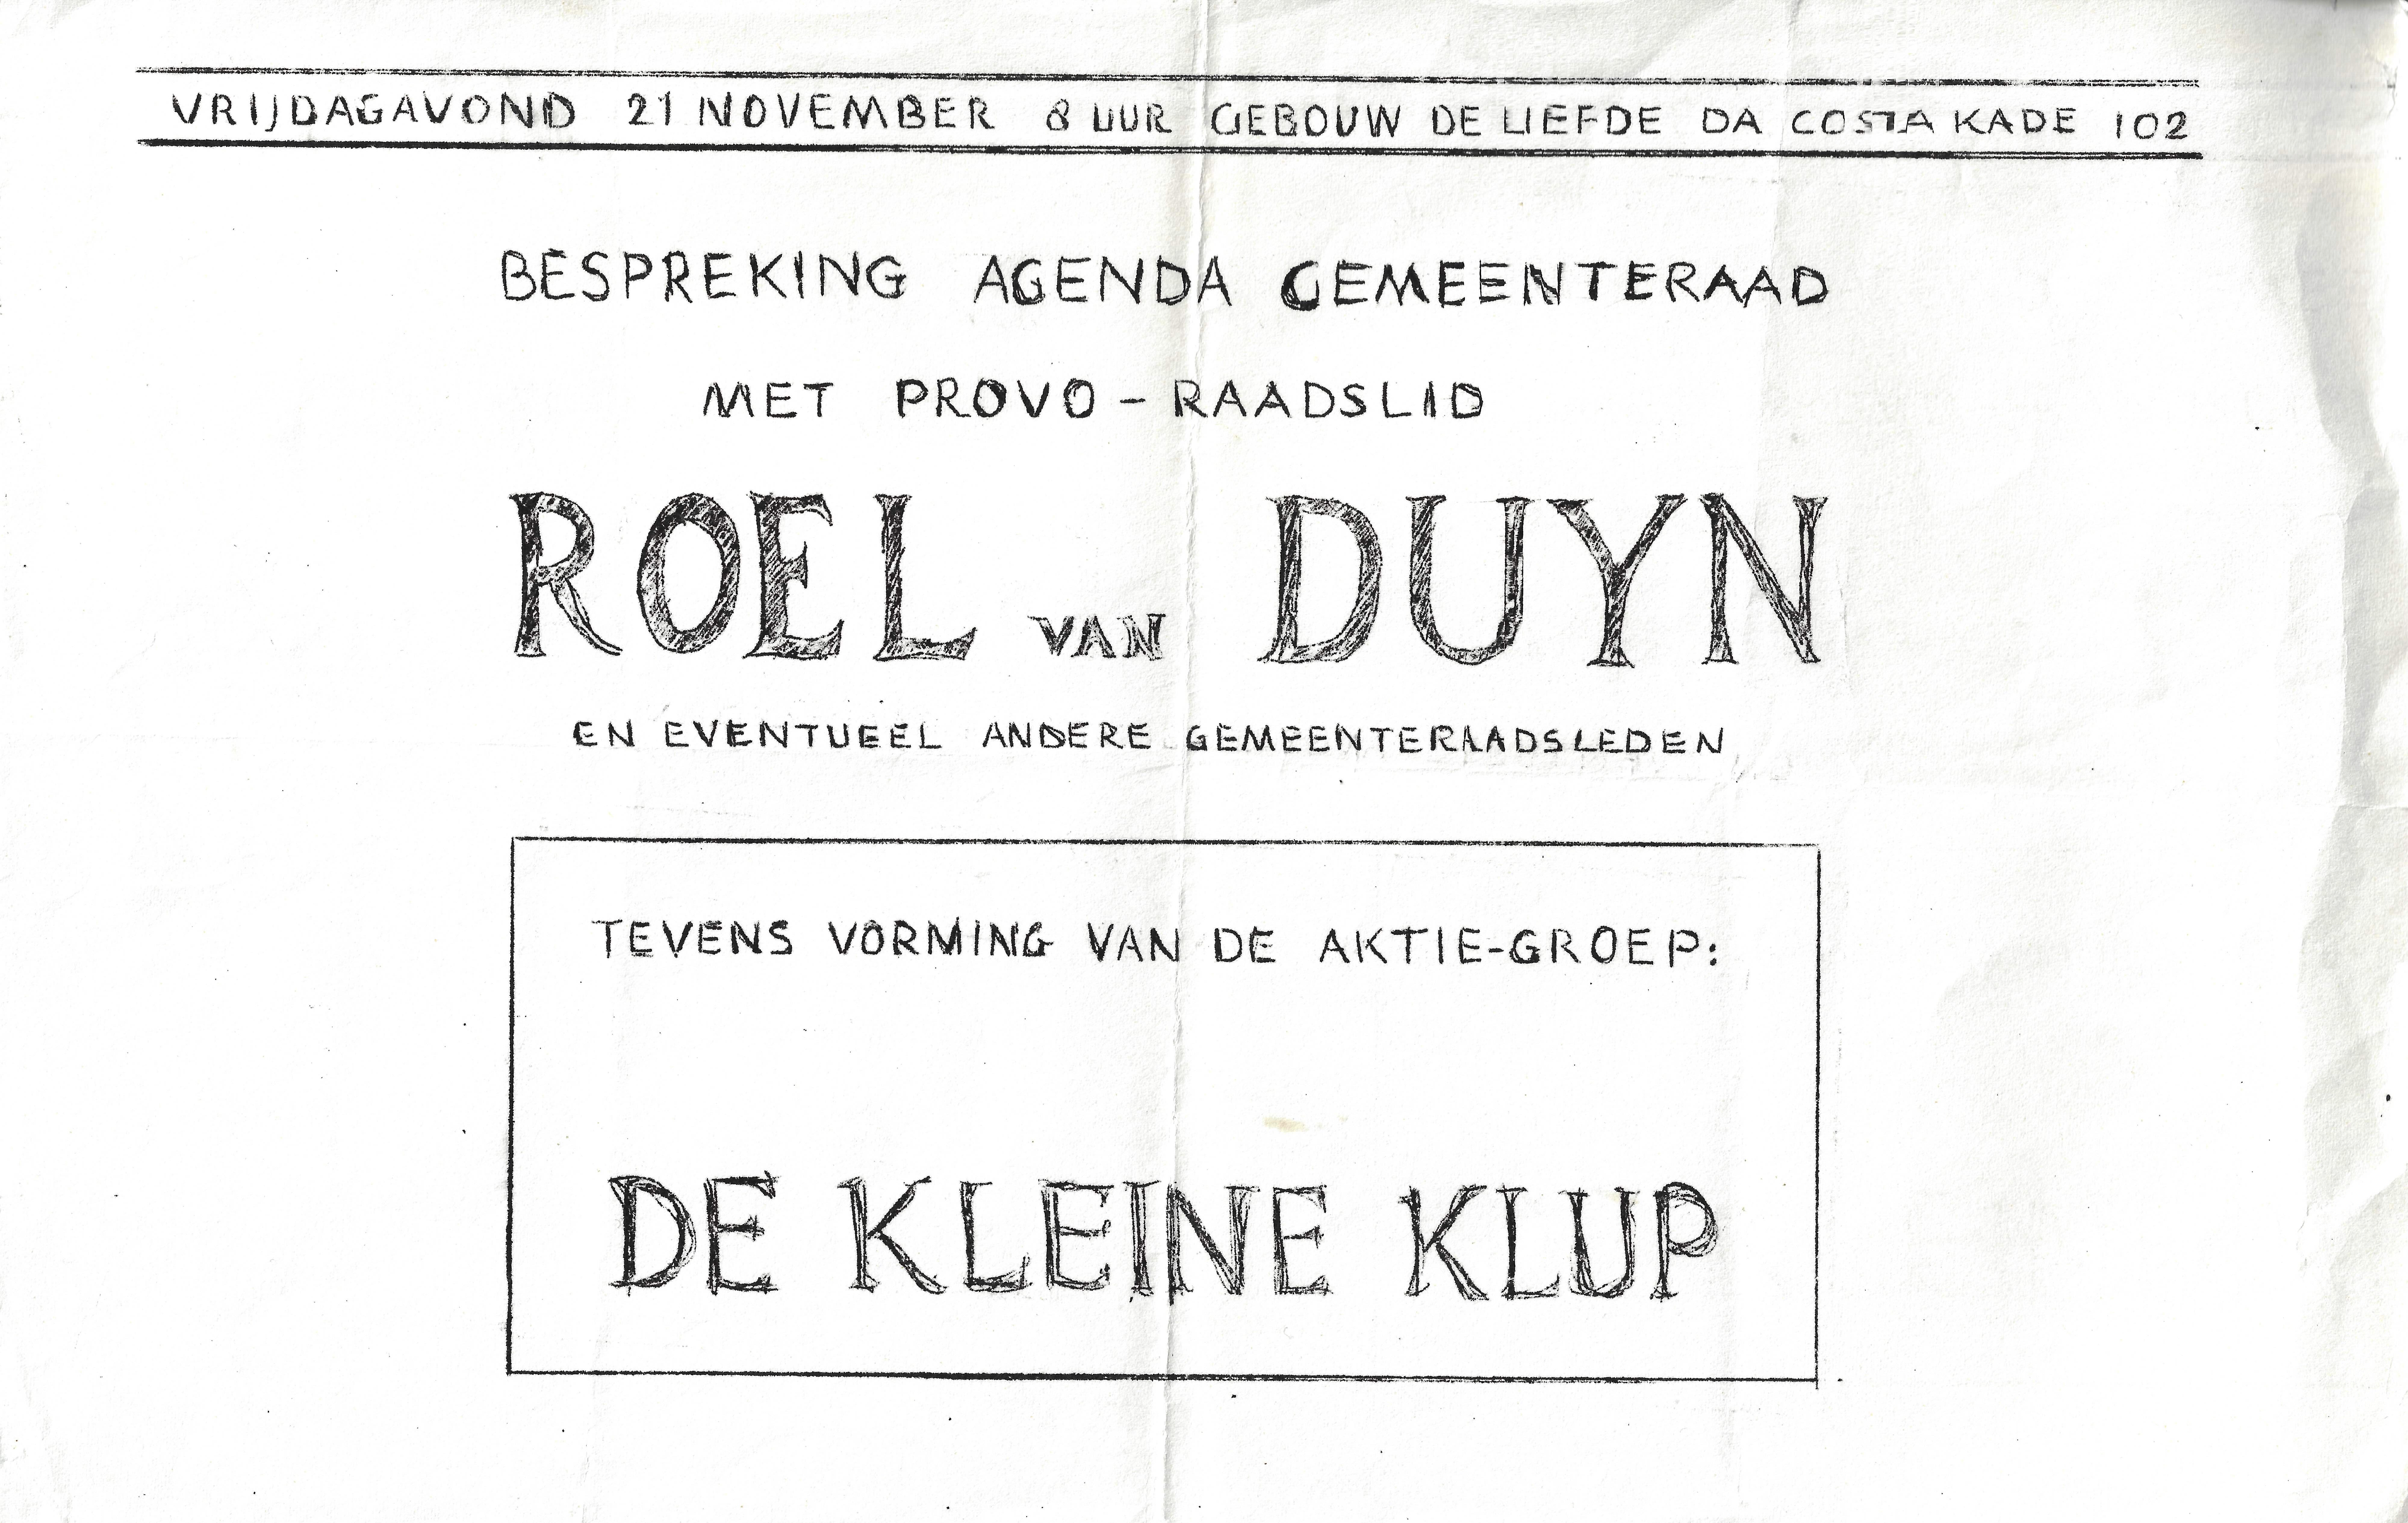 VRIJDAGAVOND 21 NOVEMBER 8 UUR GEBOUW DE LIEFDE DA COSTA KADE 102
BESPREKING AGENDA GEMEENTERAAD
MET PROVO-RAADSLID
ROEL VAN DUYN
EN EVENTUEEL ANDERE GEMEENTERAADSLEDEN
TEVENS VORMING VAN DE AKTIE-GROEP:
DE KLEINE KLUP